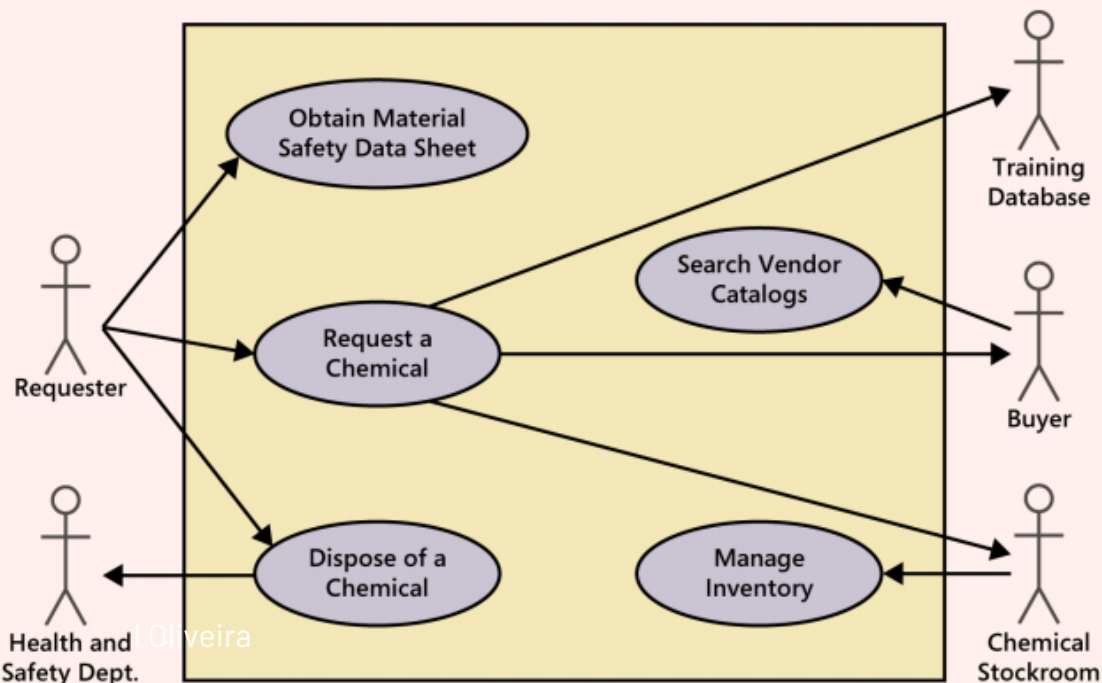 Obtain Material
Safety Data Sheet
Training
Database
Search Vendor
Catalogs
Request a
Chemical
Requester
Buyer
Dispose of a
Chemical
Manage
Inventory
Health and
Safety Dept.
Oliveira
Chemical
Stockroom